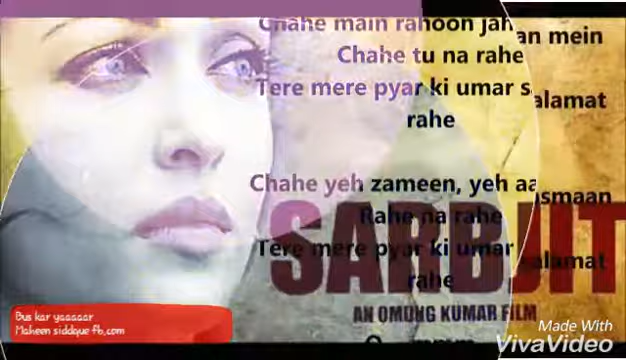 Chahe main rahoon jahan mein
Chahe tu na rahe
Tere mere pyar ki umar salamat
rahe
Chahe yeh zameen, yeh aasmaan
Rahe na rahe
Tere mere pyar ki umar salamat
rahe
SARBJIT
AN OMUNG KUMAR FILM
Bus kar yaaaaar
Maheen siddque fb.com
Made With
VivaVideo